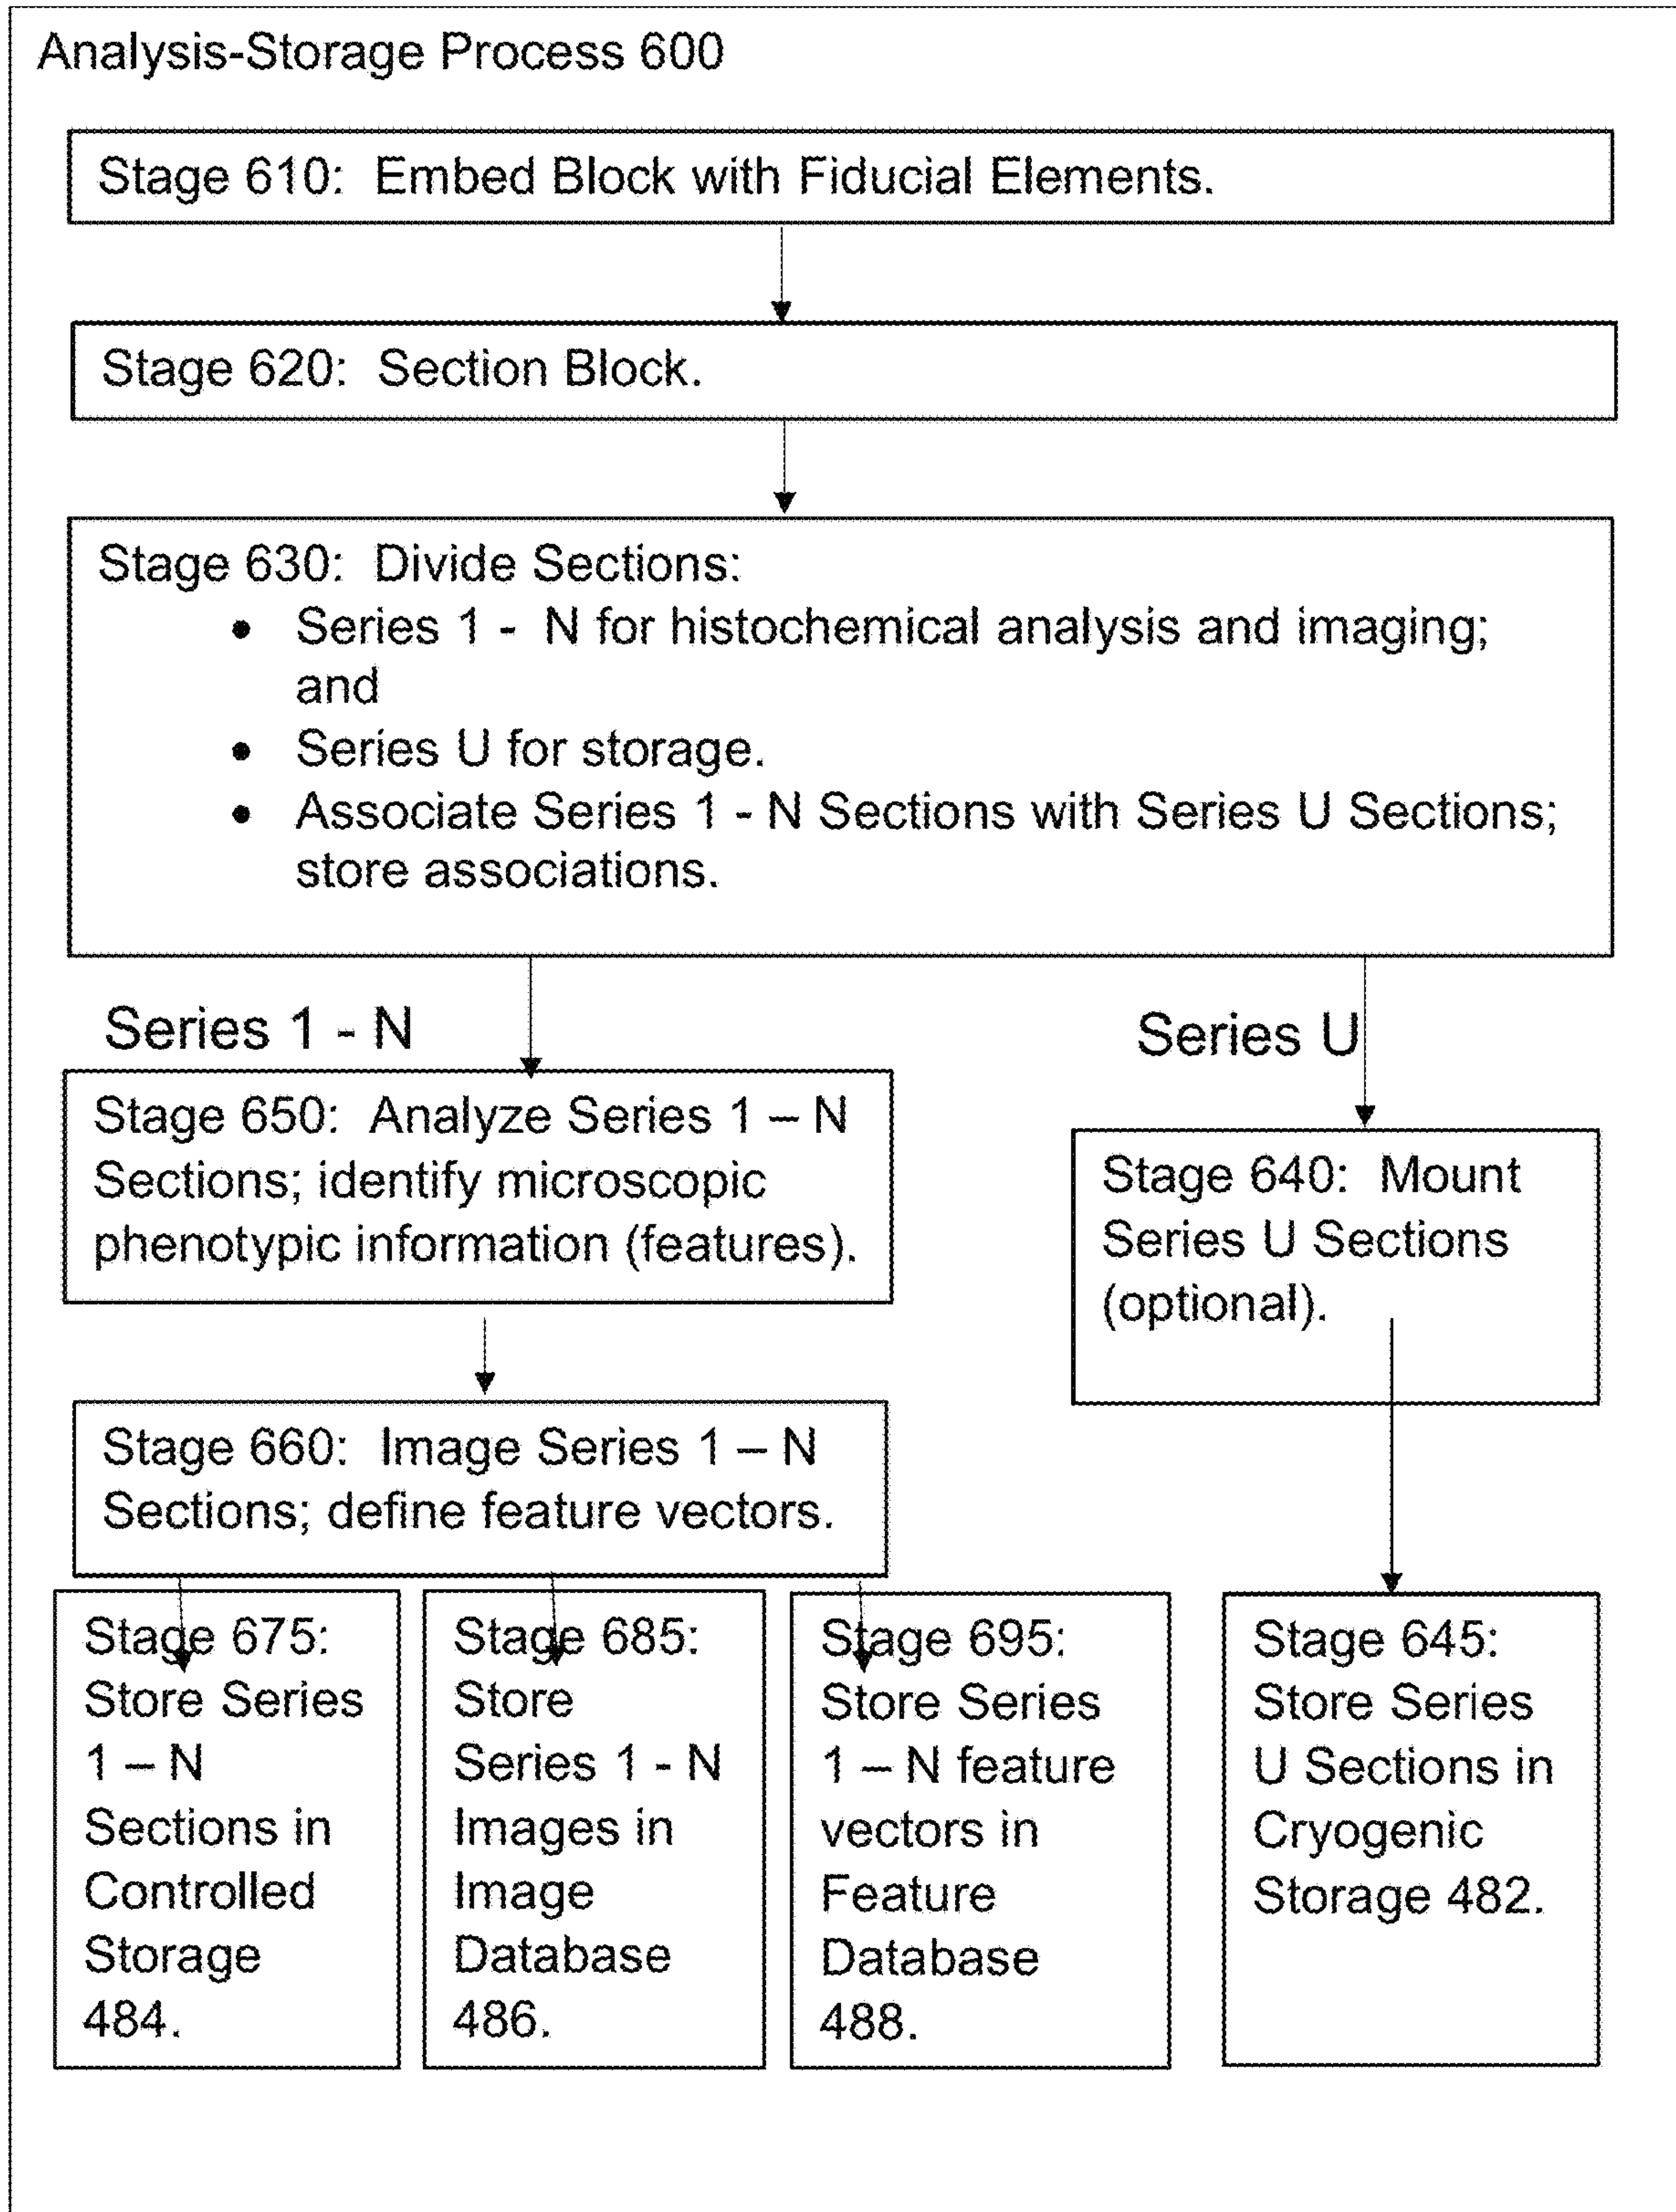 Analysis-Storage Process 600
Stage 610: Embed Block with Fiducial Elements.
Stage 620: Section Block.
Stage 630: Divide Sections:
• Series 1 - N for histochemical analysis and imaging;
and
• Series U for storage.
• Associate Series 1 - N Sections with Series U Sections;
store associations.
Series 1 - N
Stage 650: Analyze Series 1 – N
Sections; identify microscopic
phenotypic information (features).
Stage 660: Image Series 1 – N
Sections; define feature vectors.
Stage 675:
Store Series
1 – N
Sections in
Controlled
Storage
484.
Stage 685:
Store
Series 1 - N
Images in
Image
Database
486.
Stage 695:
Store Series
1 – N feature
vectors in
Feature
Database
488.
Series U
Stage 640: Mount
Series U Sections
(optional).
Stage 645:
Store Series
U Sections in
Cryogenic
Storage 482.